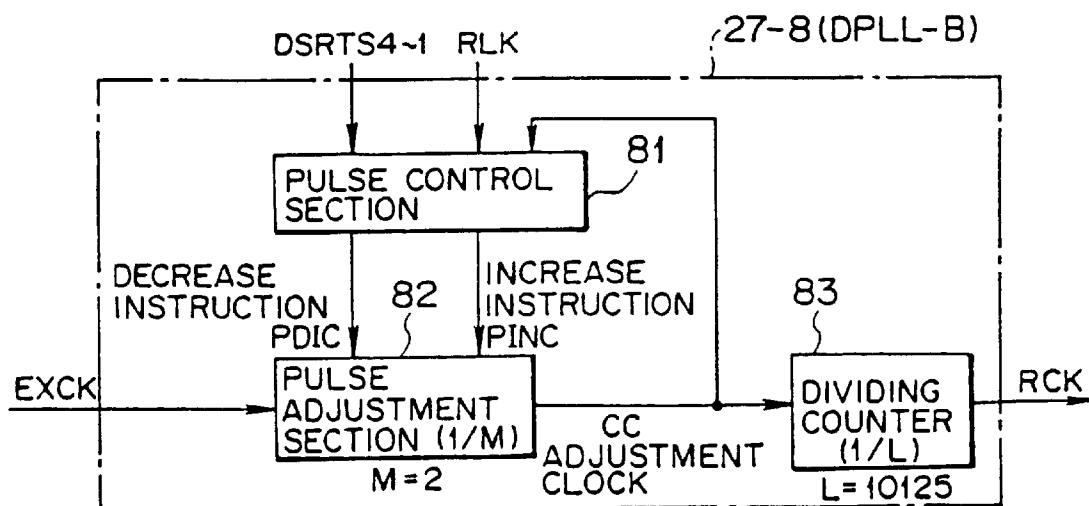 27-8(DPLL-B)
DSRTS4~1 RLK
81
PULSE CONTROL
SECTION
DECREASE
INSTRUCTION
PDIC
INCREASE
INSTRUCTION
PINC
82
83
EXCK
PULSE
ADJUSTMENT
SECTION (1/M)
M=2
CC
ADJUSTMENT
CLOCK
DIVIDING
COUNTER
(1/L)
L=10125
RCK